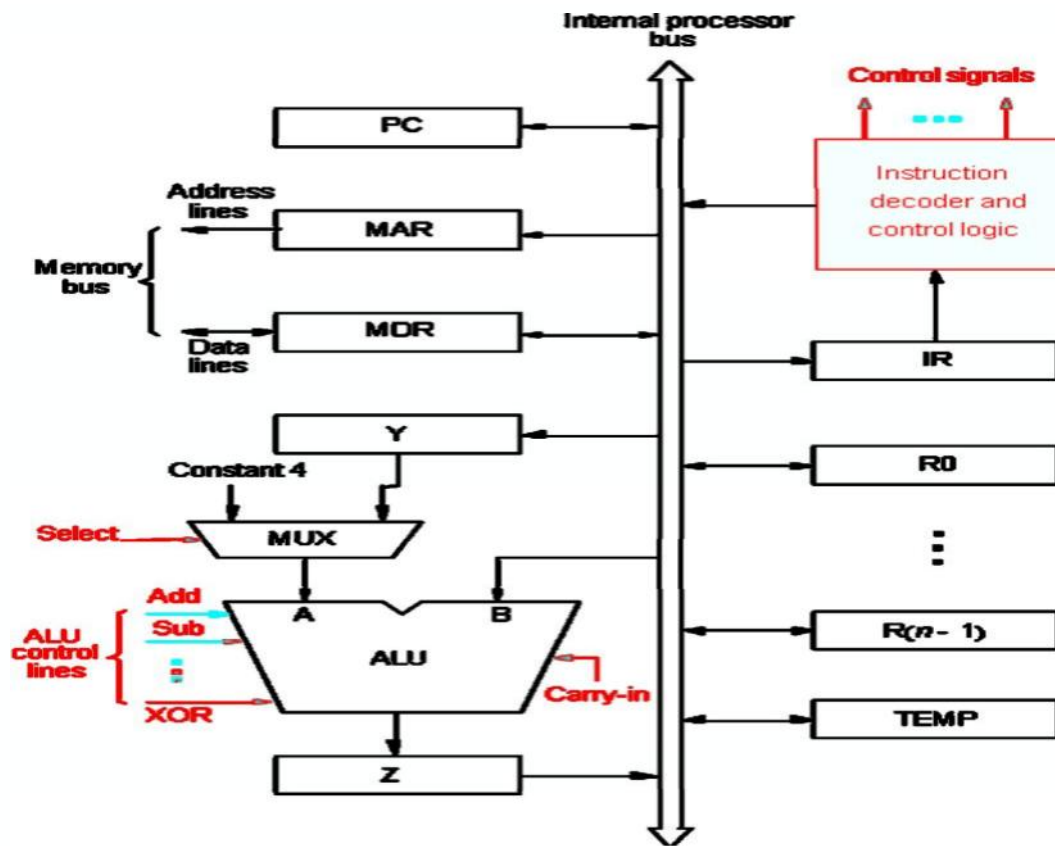 Internal processor
bus
Control signals
PC
Instruction
decoder and
control logic
Address
lines
MAR
Memory
bus
MDR
Data
lines
IR
Y
Constant 4
R0
Select
MUX
Add
A
B
Sub
ALU
control
lines
ALU
R(n - 1)
XOR
Carry-in
TEMP
Z